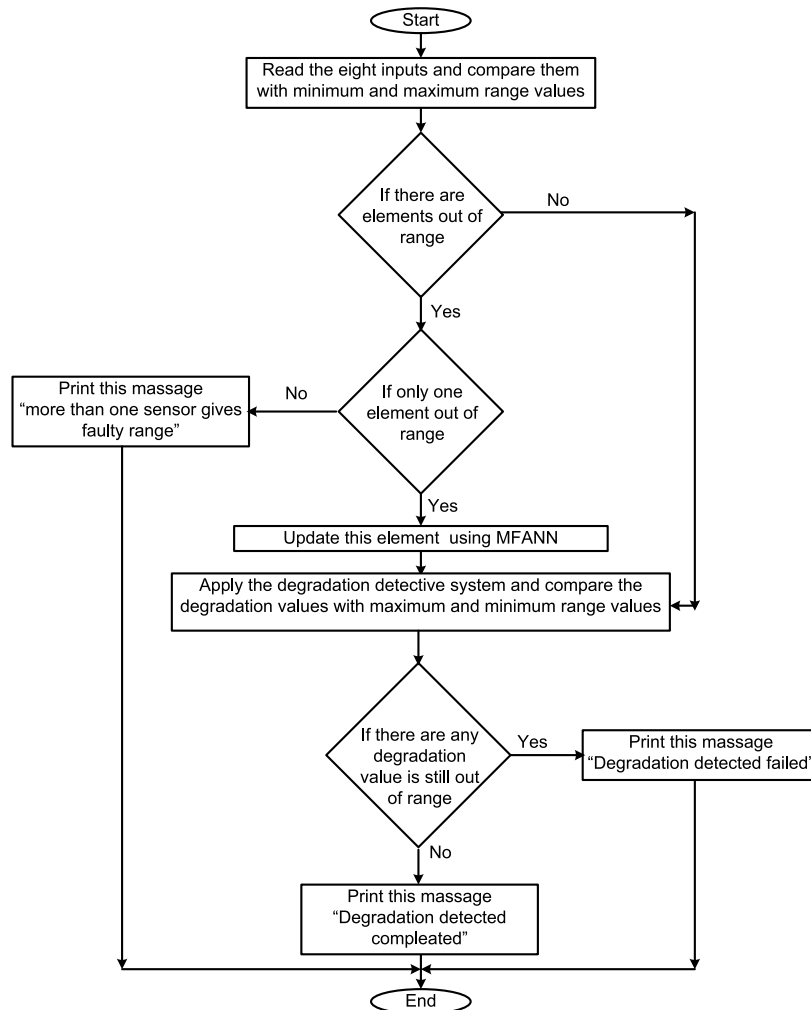 Start
Read the eight inputs and compare them
with minimum and maximum range values
If there are
elements out of
range
No
Yes
If only one
element out of
range
No
Print this massage
“more than one sensor gives
faulty range”
Yes
Update this element using MFANN
Apply the degradation detective system and compare the
degradation values with maximum and minimum range values
If there are any
degradation
value is still out
of range
Yes
Print this massage
“Degradation detected failed”
No
Print this massage
“Degradation detected
compleated”
End